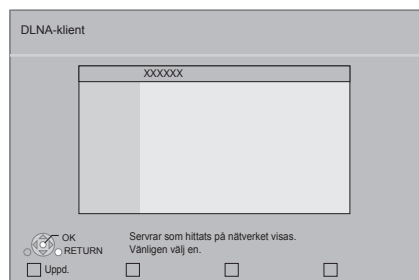 DLNA-klient
XXXXXX
OK
RETURN
Servrar som hittats på nätverket visas.
Vänligen välj en.
Uppd.